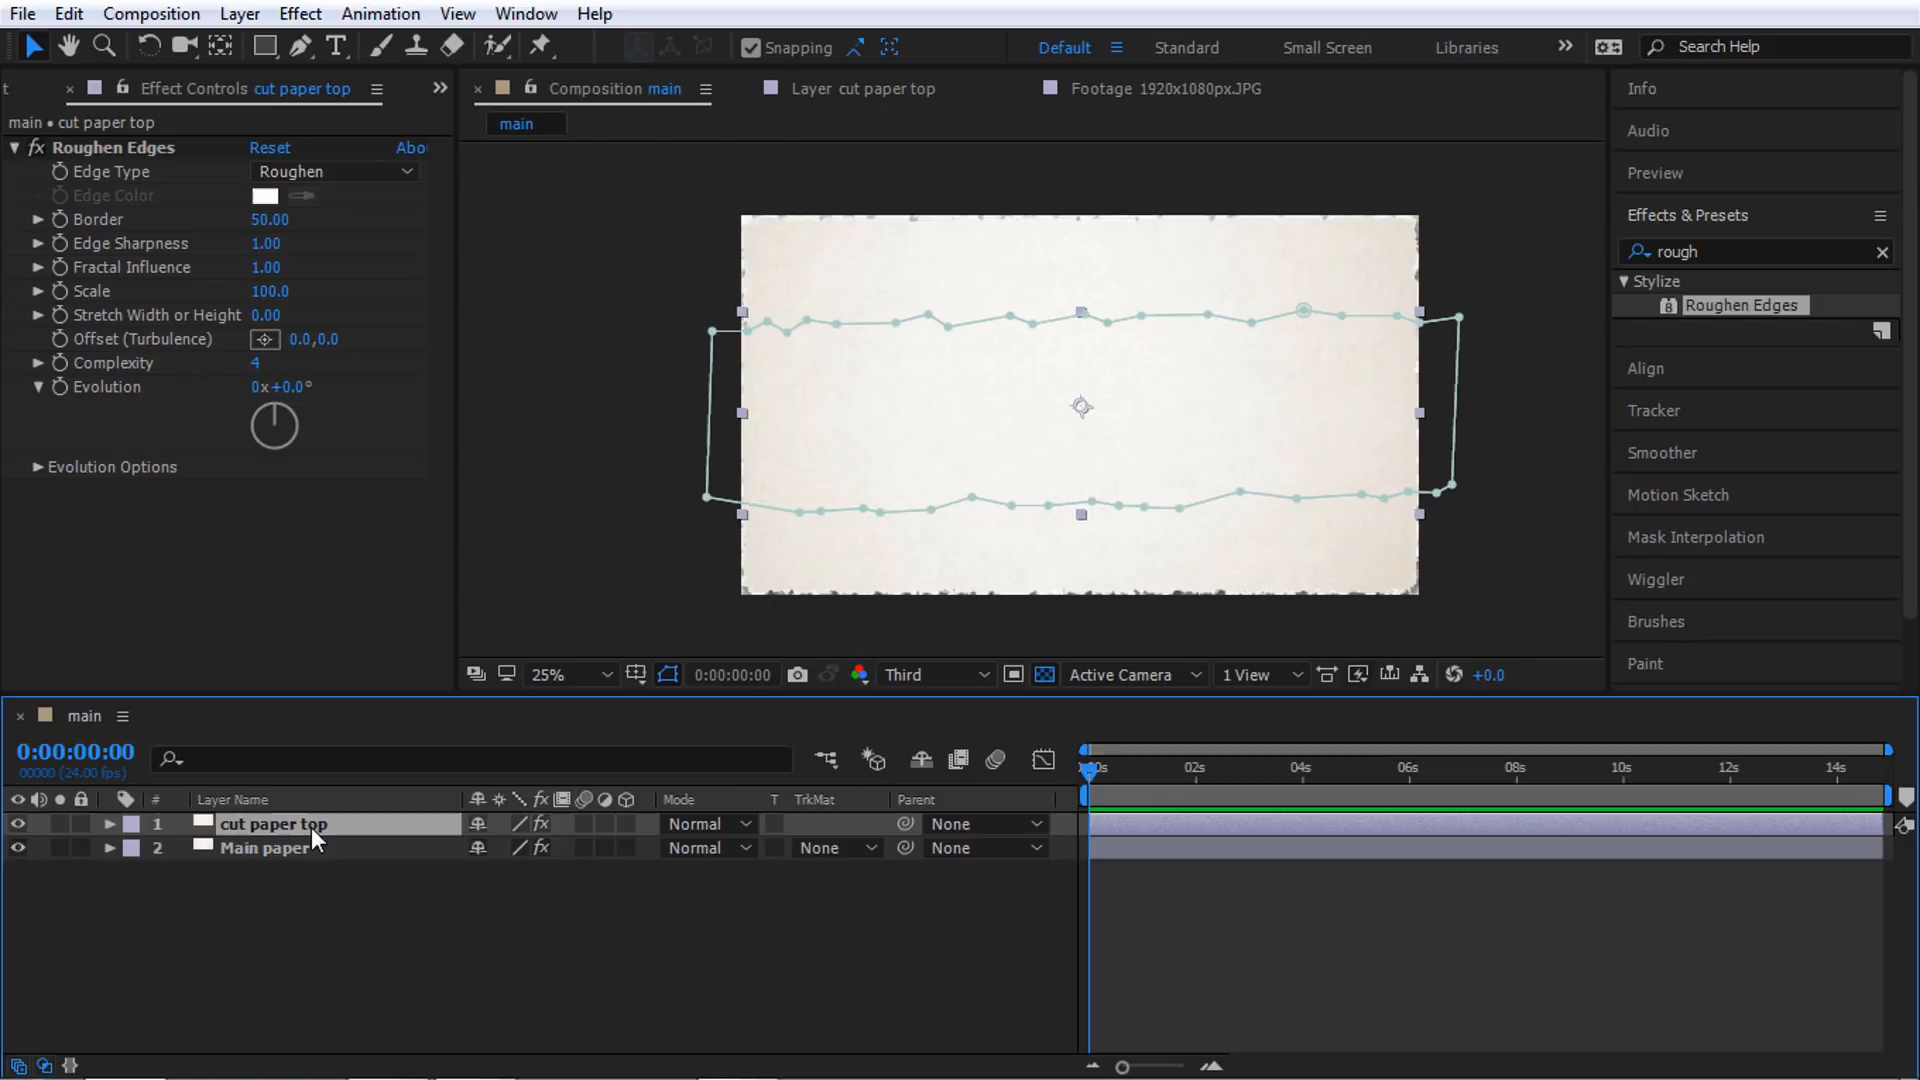 File Edit Composition Layer Effect Animation View Window Help
T Snapping Default Standard Small Screen Libraries Search Help
t × Effect Controls cut paper top × Composition main Layer cut paper top Footage 1920x1080px.JPG
main • cut paper top
main
fx Roughen Edges Reset Abo
Edge Type Roughen
Edge Color
Border 50.00
Edge Sharpness 1.00
Fractal Influence 1.00
Scale 100.0
Stretch Width or Height 0.00
Offset (Turbulence) 0.0,0.0
Complexity 4
Evolution 0x+0.0°
Evolution Options
Info
Audio
Preview
Effects & Presets
rough
Stylize
8 Roughen Edges
Align
Tracker
Smoother
Motion Sketch
Mask Interpolation
Wiggler
Brushes
Paint
25% 0:00:00:00 Third Active Camera 1 View +0.0
× main
0:00:00:00
00000 (24.00 fps)
00s 02s 04s 06s 08s 10s 12s 14s
# Layer Name fx Mode T TrkMat Parent
1 cut paper top fx Normal None
2 Main paper fx Normal None None